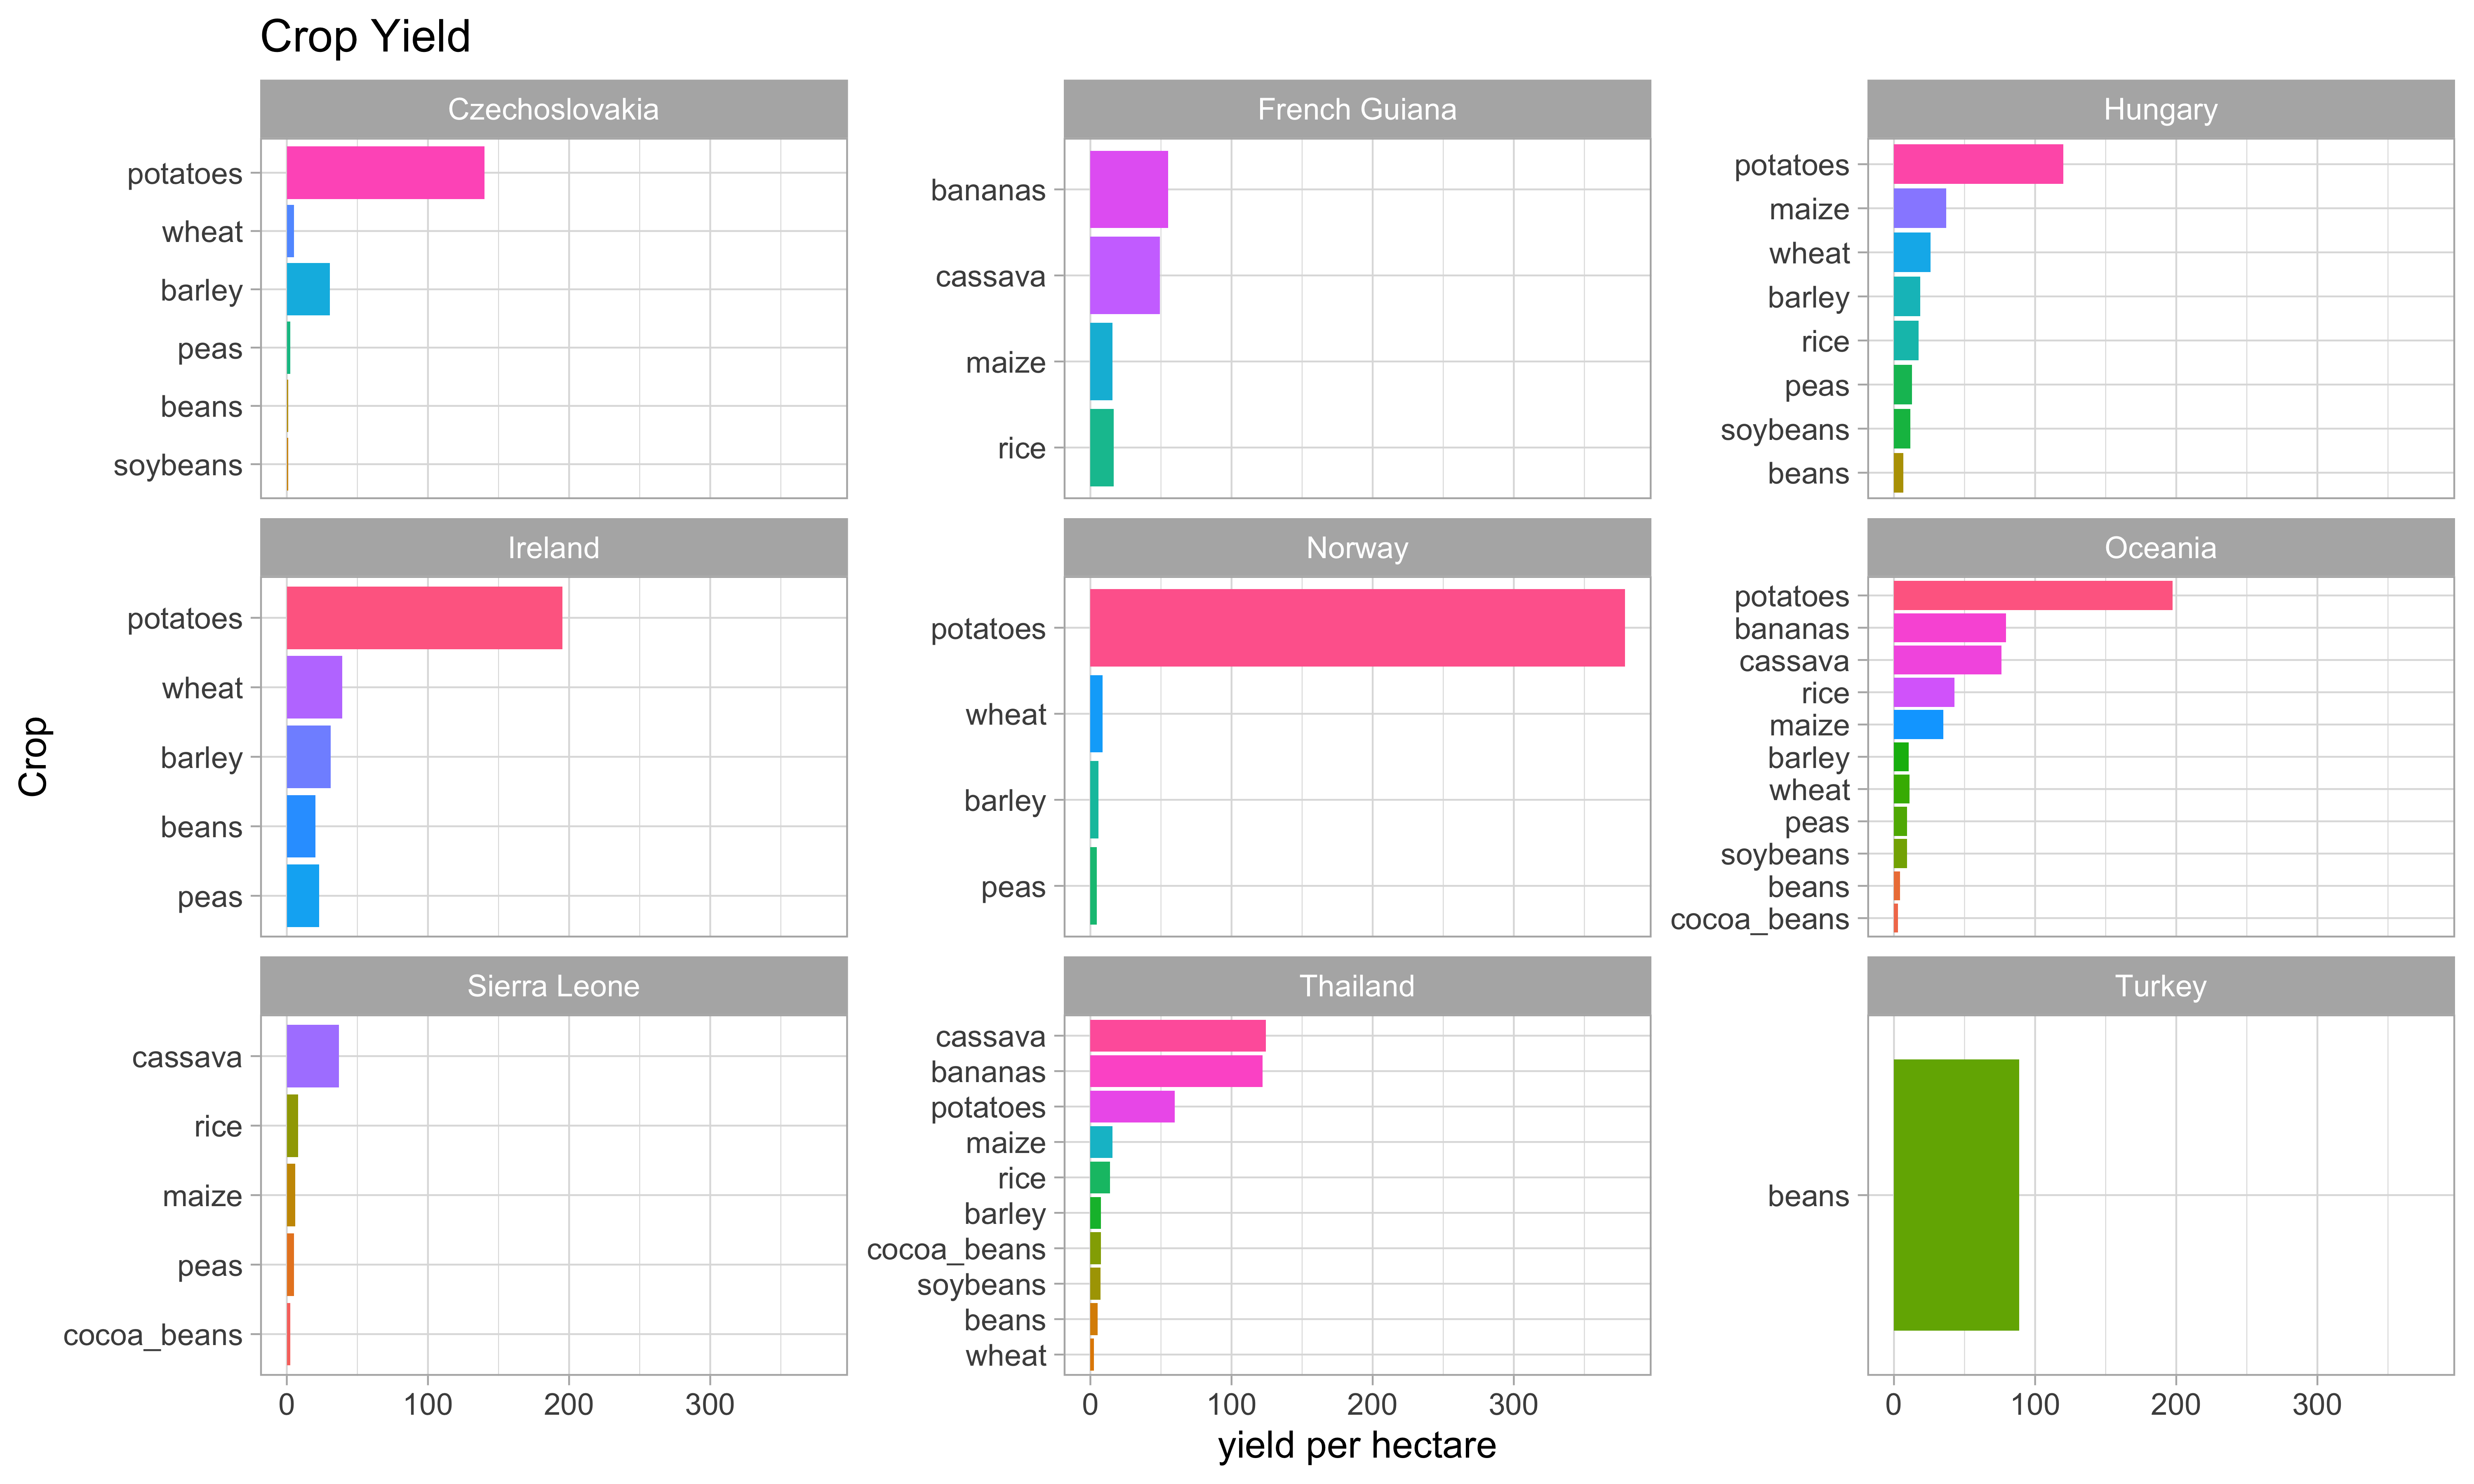 Crop Yield
Czechoslovakia
French Guiana
Hungary
potatoes
wheat
barley
peas
beans
soybeans
bananas
cassava
maize
rice
potatoes
maize
wheat
barley
rice
peas
soybeans
beans
Ireland
Norway
Oceania
potatoes
wheat
barley
beans
peas
potatoes
wheat
barley
peas
potatoes
bananas
cassava
rice
maize
barley
wheat
peas
soybeans
beans
cocoa_beans
Crop
Sierra Leone
Thailand
Turkey
cassava
rice
maize
peas
cocoa_beans
cassava
bananas
potatoes
maize
rice
barley
cocoa_beans
soybeans
beans
wheat
beans
0 100 200 300
0 100 200 300
0 100 200 300
yield per hectare